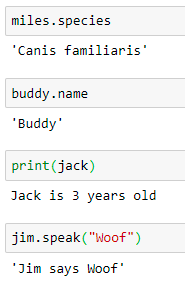 miles.species
'Canis familiaris'
buddy.name
'Buddy'
print(jack)
Jack is 3 years old
jim.speak("Woof")
'Jim says Woof'